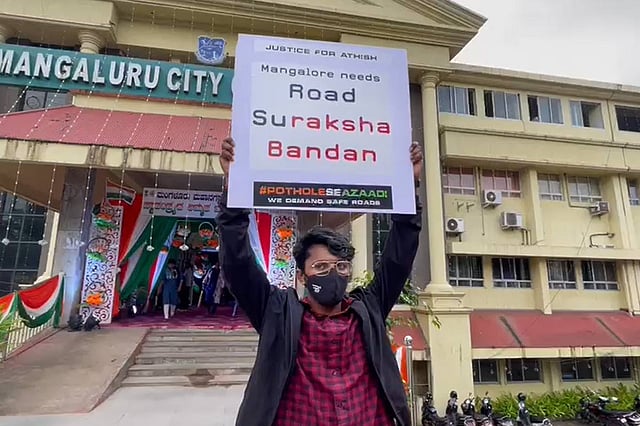 MANGALURU CITY
JUSTICE FOR ATHISH
Mangalore needs
Road
Suraksha
Bandan
#POTHOLESEAZAADI
WE DEMAND SAFE ROADS